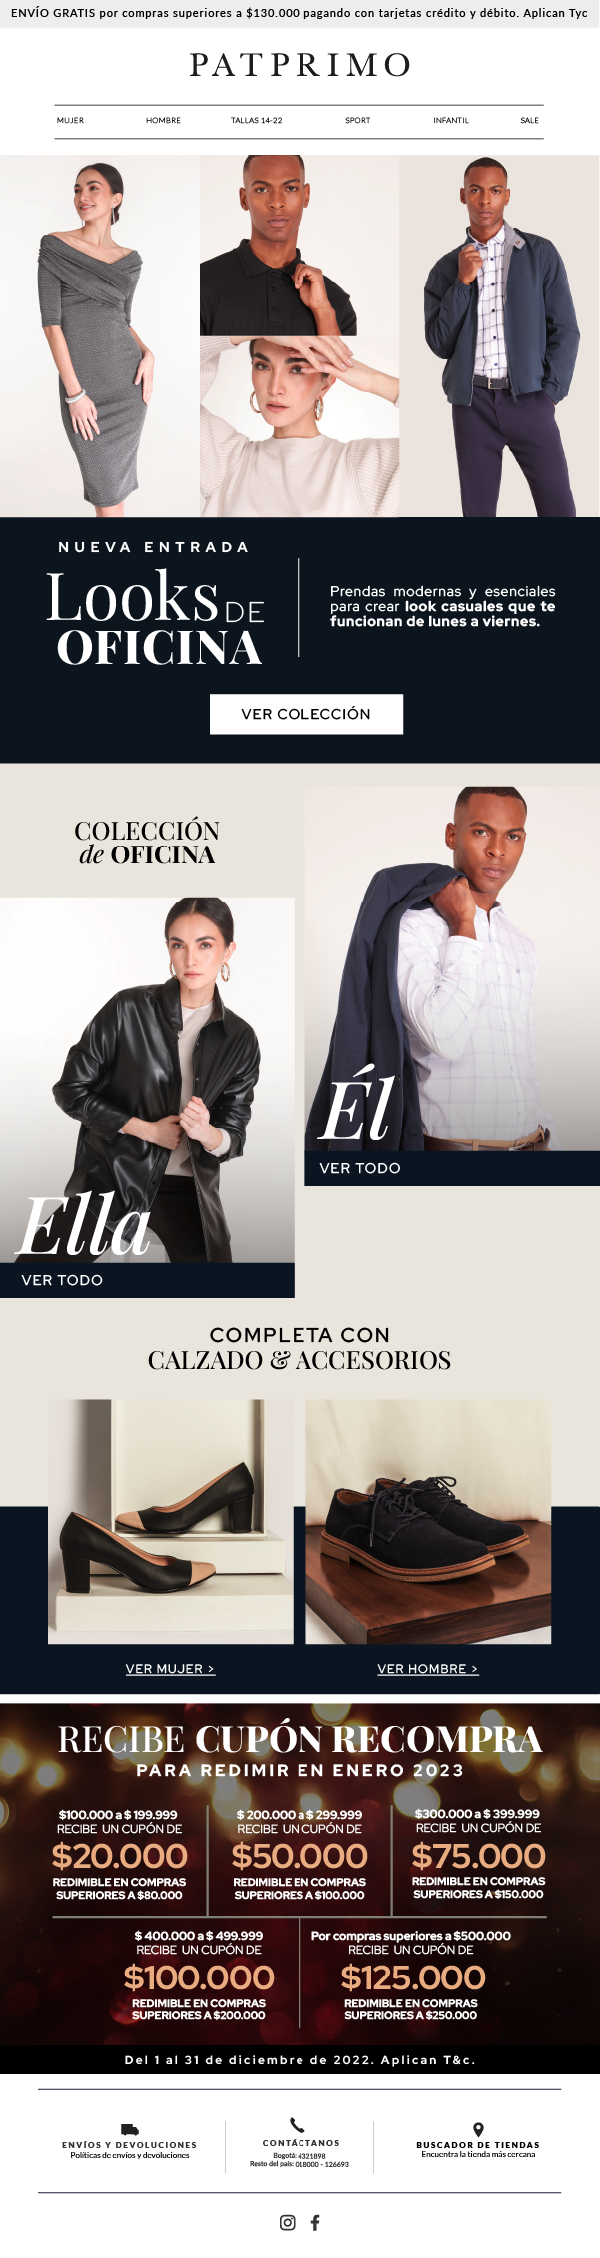 ENVÍO GRATIS por compras superiores a $130.000 pagando con tarjetas crédito y débito. Aplican Tyc
PATPRIMO
MUJER HOMBRE TALLAS 14-22 SPORT INFANTIL SALE
NUEVA ENTRADA
Looks DE
OFICINA
Prendas modernas y esenciales
para crear look casuales que te
funcionan de lunes a viernes.
VER COLECCIÓN
COLECCIÓN
de OFICINA
Él
VER TODO
Ella
VER TODO
COMPLETA CON
CALZADO & ACCESORIOS
VER MUJER >
VER HOMBRE >
RECIBE CUPÓN RECOMPRA
PARA REDIMIR EN ENERO 2023
$100.000 a $ 199.999
RECIBE UN CUPÓN DE
$20.000
REDIMIBLE EN COMPRAS
SUPERIORES A $80.000
$ 200.000 a $ 299.999
RECIBE UN CUPÓN DE
$50.000
REDIMIBLE EN COMPRAS
SUPERIORES A $100.000
$300.000 a $ 399.999
RECIBE UN CUPÓN DE
$75.000
REDIMIBLE EN COMPRAS
SUPERIORES A $150.000
$ 400.000 a $ 499.999
RECIBE UN CUPÓN DE
$100.000
REDIMIBLE EN COMPRAS
SUPERIORES A $200.000
Por compras superiores a $500.000
RECIBE UN CUPÓN DE
$125.000
REDIMIBLE EN COMPRAS
SUPERIORES A $250.000
Del 1 al 31 de diciembre de 2022. Aplican T&c.
ENVÍOS Y DEVOLUCIONES
Políticas de envíos y devoluciones
CONTÁCTANOS
Bogotá: 4321898
Resto del país: 018000 - 126693
BUSCADOR DE TIENDAS
Encuentra la tienda más cercana